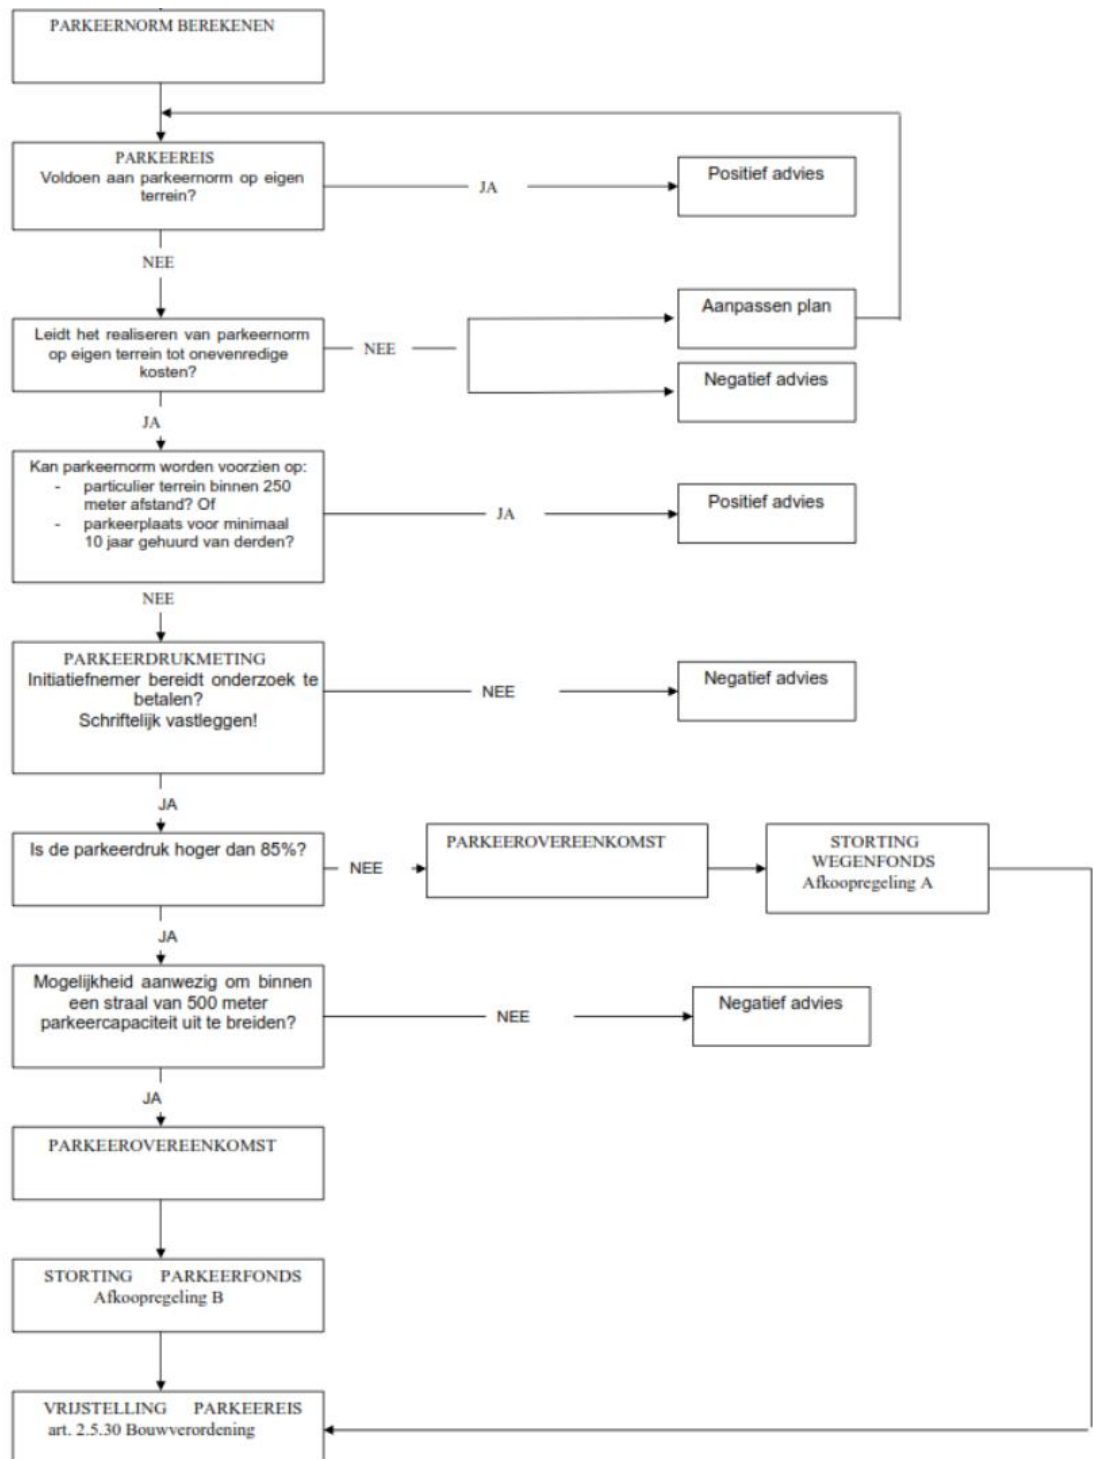 PARKEERNORM BEREKENEN
PARKEEREIS
Voldoen aan parkeernorm op eigen
terrein?
JA
Positief advies
NEE
Leidt het realiseren van parkeernorm
op eigen terrein tot onevenredige
kosten?
NEE
Aanpassen plan
Negatief advies
JA
Kan parkeernorm worden voorzien op:
- particulier terrein binnen 250
meter afstand? Of
- parkeerplaats voor minimaal
10 jaar gehuurd van derden?
JA
Positief advies
NEE
PARKEERDRUKMETING
Initiatiefnemer bereidt onderzoek te
betalen?
Schriftelijk vastleggen!
NEE
Negatief advies
JA
Is de parkeerdruk hoger dan 85%?
NEE
PARKEEROVEREENKOMST
STORTING
WEGENFONDS
Afkoopregeling A
JA
Mogelijkheid aanwezig om binnen
een straal van 500 meter
parkeercapaciteit uit te breiden?
NEE
Negatief advies
JA
PARKEEROVEREENKOMST
STORTING PARKEERFONDS
Afkoopregeling B
VRIJSTELLING PARKEEREIS
art. 2.5.30 Bouwverordening